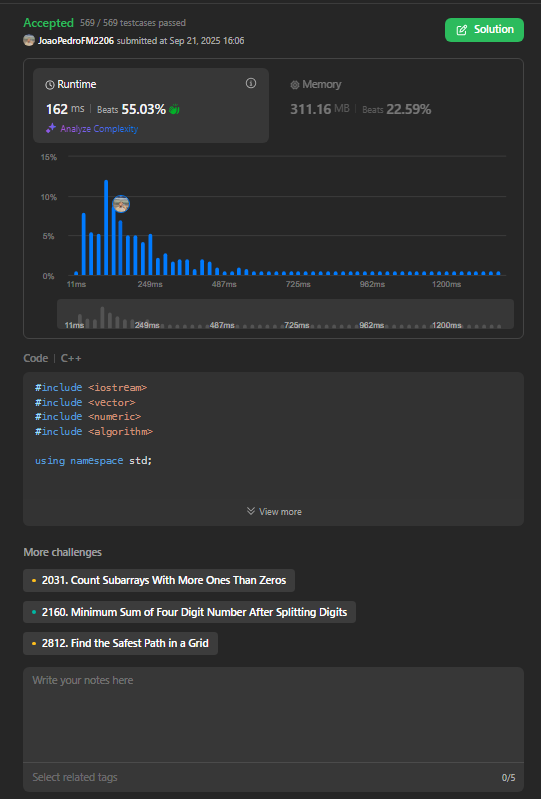 Accepted 569 / 569 testcases passed
JoaoPedroFM2206 submitted at Sep 21, 2025 16:06
Solution
Runtime
162 ms | Beats 55.03%
Analyze Complexity
Memory
311.16 MB | Beats 22.59%
15%
10%
5%
0%
11ms 249ms 487ms 725ms 962ms 1200ms
11ms 249ms 487ms 725ms 962ms 1200ms
Code | C++
#include <iostream>
#include <vector>
#include <numeric>
#include <algorithm>
using namespace std;
View more
More challenges
2031. Count Subarrays With More Ones Than Zeros
2160. Minimum Sum of Four Digit Number After Splitting Digits
2812. Find the Safest Path in a Grid
Write your notes here
Select related tags 0/5